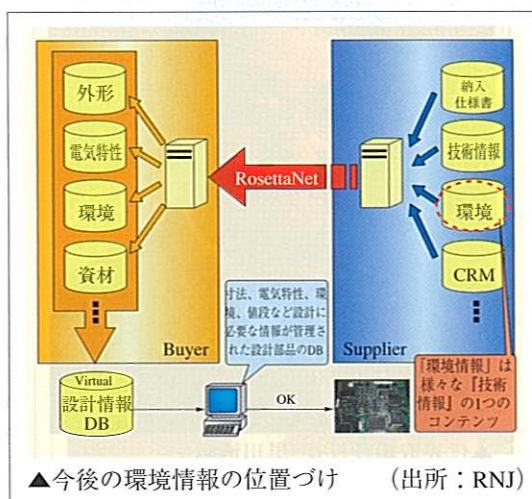 外形
電気特性
環境
資材
Buyer
RosettaNet
納入
仕様書
技術情報
環境
CRM
Supplier
寸法、電気特性、環
境、値段など設計に
必要な情報が管理さ
れた設計部品のDB
「環境情報」は
様々な『技術
情報』の1つの
コンテンツ
Virtual
設計情報
DB
OK
▲今後の環境情報の位置づけ (出所:RNJ)